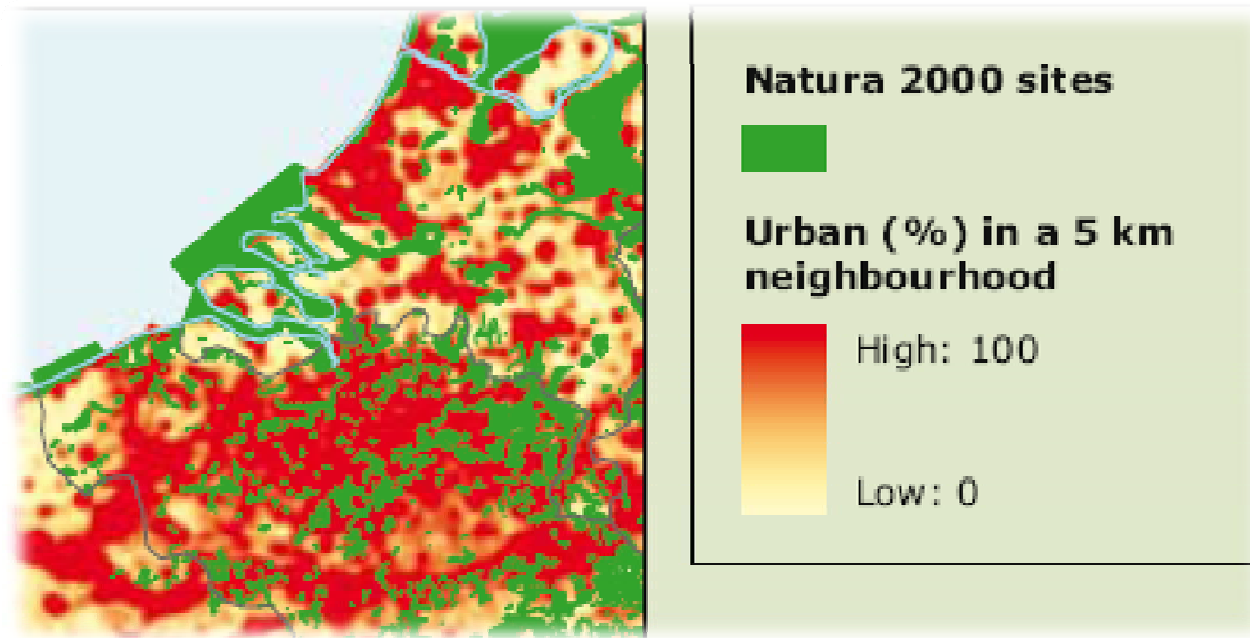 Natura 2000 sites
Urban (%) in a 5 km
neighbourhood
High: 100
Low: 0